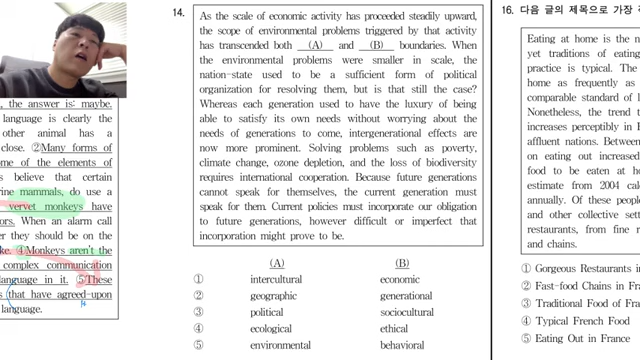 , the answer is: maybe.
language is clearly the
other animal has a
close. ②Many forms of
ome of the elements of
s believe that certain
rine mammals, do use a
vervet monkeys have
ors. When an alarm call
er they should be on the
ke. ④Monkeys aren't the
complex communication
language in it. ⑤These
s that have agreed-upon
language.
14.
As the scale of economic activity has proceeded steadily upward,
the scope of environmental problems triggered by that activity
has transcended both (A) and (B) boundaries. When
the environmental problems were smaller in scale, the
nation-state used to be a sufficient form of political
organization for resolving them, but is that still the case?
Whereas each generation used to have the luxury of being
able to satisfy its own needs without worrying about the
needs of generations to come, intergenerational effects are
now more prominent. Solving problems such as poverty,
climate change, ozone depletion, and the loss of biodiversity
requires international cooperation. Because future generations
cannot speak for themselves, the current generation must
speak for them. Current policies must incorporate our obligation
to future generations, however difficult or imperfect that
incorporation might prove to be.
(A) (B)
① intercultural economic
② geographic generational
③ political sociocultural
④ ecological ethical
⑤ environmental behavioral
16. 다음 글의 제목으로 가장
Eating at home is the n
yet traditions of eating
practice is typical. The
home as frequently as
comparable standard of l
Nonetheless, the trend t
increases perceptibly in E
affluent nations. Between
on eating out increased
food to be eaten at ho
estimate from 2004 cal
annually. Of these peopl
and other collective sett
restaurants, from fine r
and chains.
① Gorgeous Restaurants in
② Fast-food Chains in Fra
③ Traditional Food of Fra
④ Typical French Food
⑤ Eating Out in France